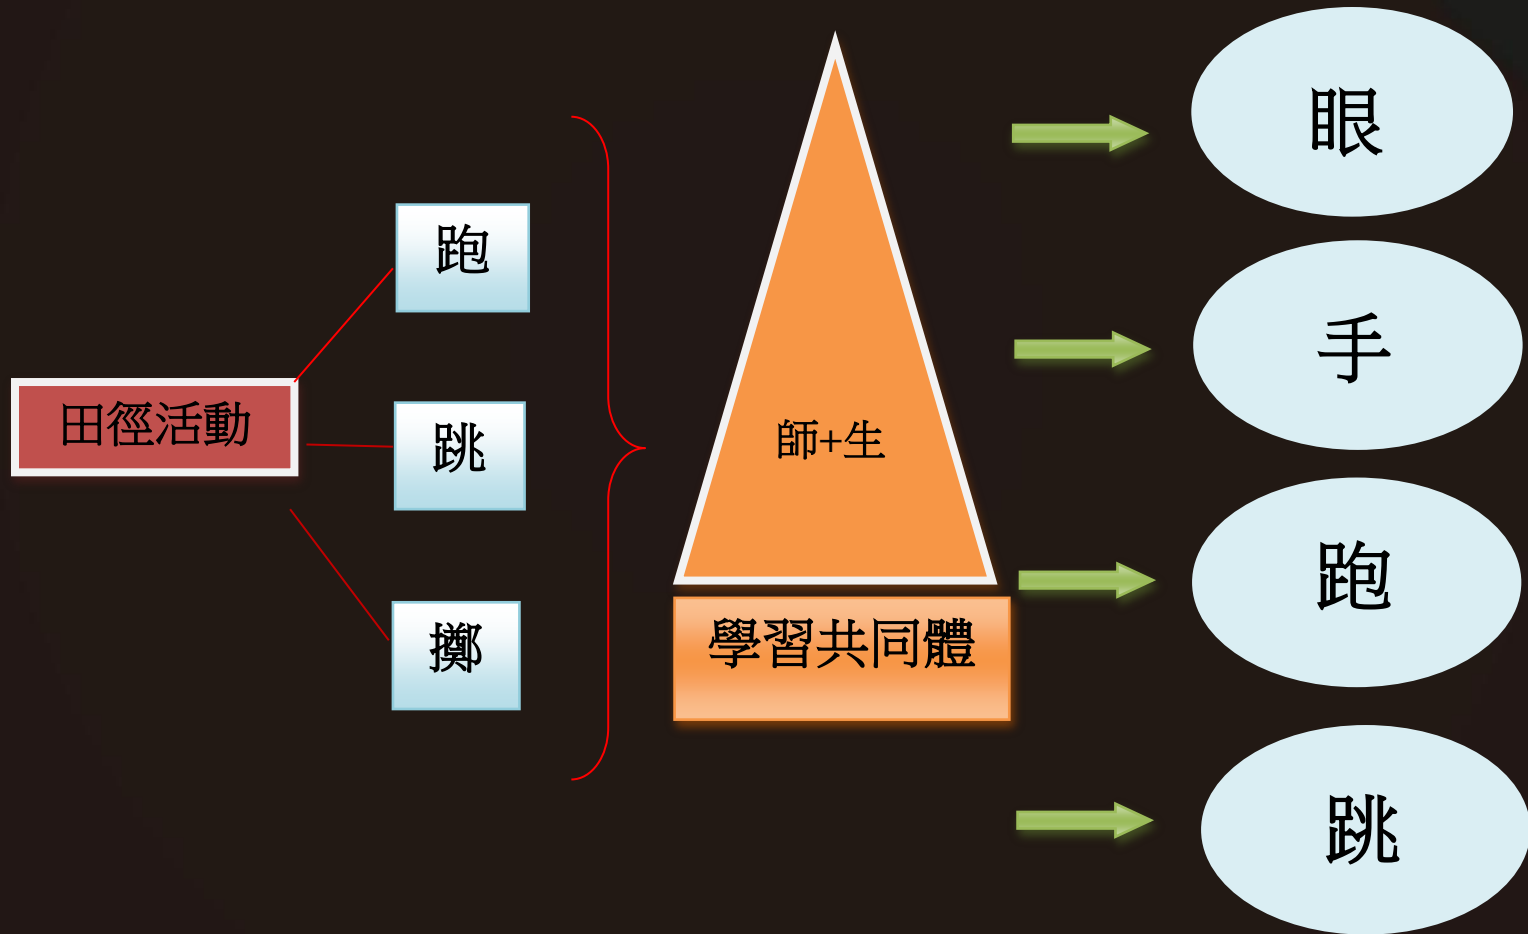 田徑活動
跑
跳
擲
師+生
學習共同體
眼
手
跑
跳